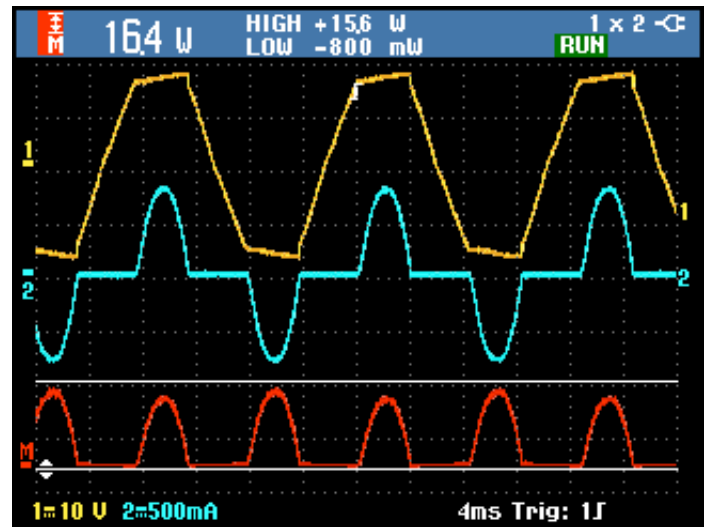 M 16.4 W HIGH +15.6 W 1 x 2
LOW -800 mW RUN
1
1
2
2
M
1=10 V 2=500mA 4ms Trig: 1